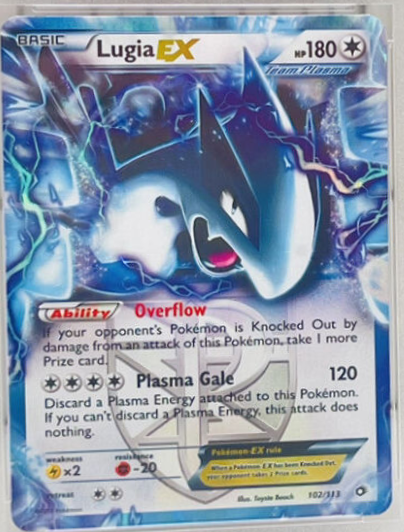 BASIC Lugia EX HP 180
Team Plasma
Ability Overflow
If your opponent's Pokémon is Knocked Out by
damage from an attack of this Pokémon, take 1 more
Prize card.
Plasma Gale 120
Discard a Plasma Energy attached to this Pokémon.
If you can't discard a Plasma Energy, this attack does
nothing.
weakness resistance
×2 -20
Pokémon-EX rule
When a Pokémon-EX has been Knocked Out,
your opponent takes 2 Prize cards.
retreat
Illus. Toyste Beach 102/113